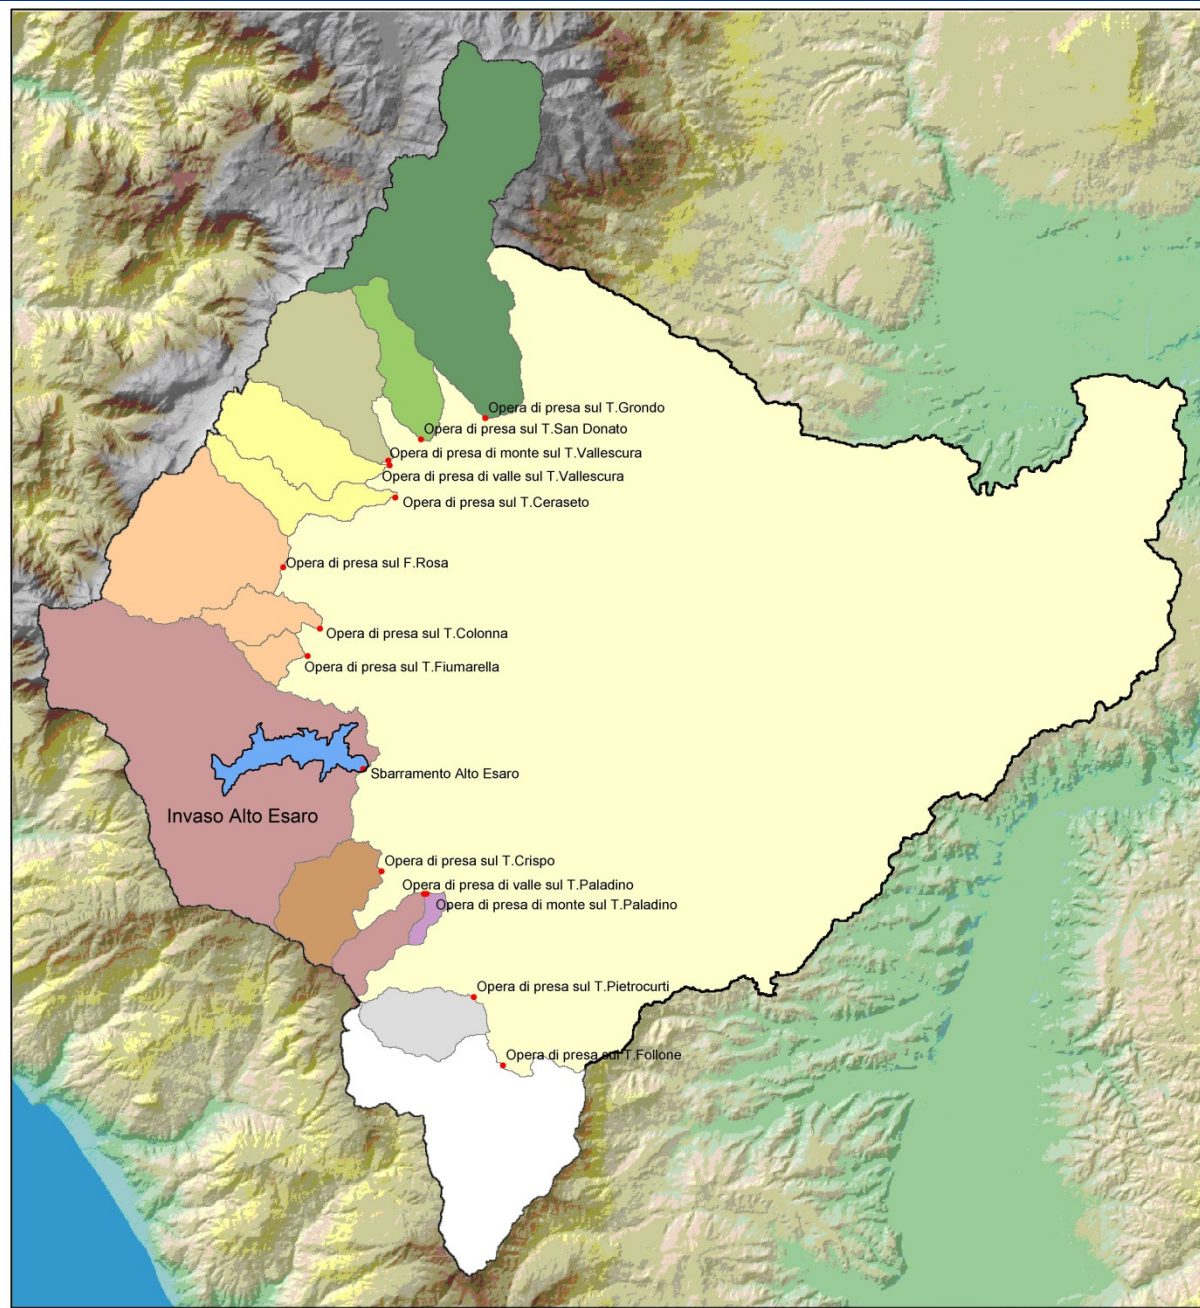 Opera di presa sul T.Grondo
Opera di presa sul T.San Donato
Opera di presa di monte sul T.Vallescura
Opera di presa di valle sul T.Vallescura
Opera di presa sul T.Ceraseto
Opera di presa sul F.Rosa
Opera di presa sul T.Colonna
Opera di presa sul T.Fiumarella
Sbarramento Alto Esaro
Invaso Alto Esaro
Opera di presa sul T.Crispo
Opera di presa di valle sul T.Paladino
Opera di presa di monte sul T.Paladino
Opera di presa sul T.Pietrocurti
Opera di presa sul T.Follone